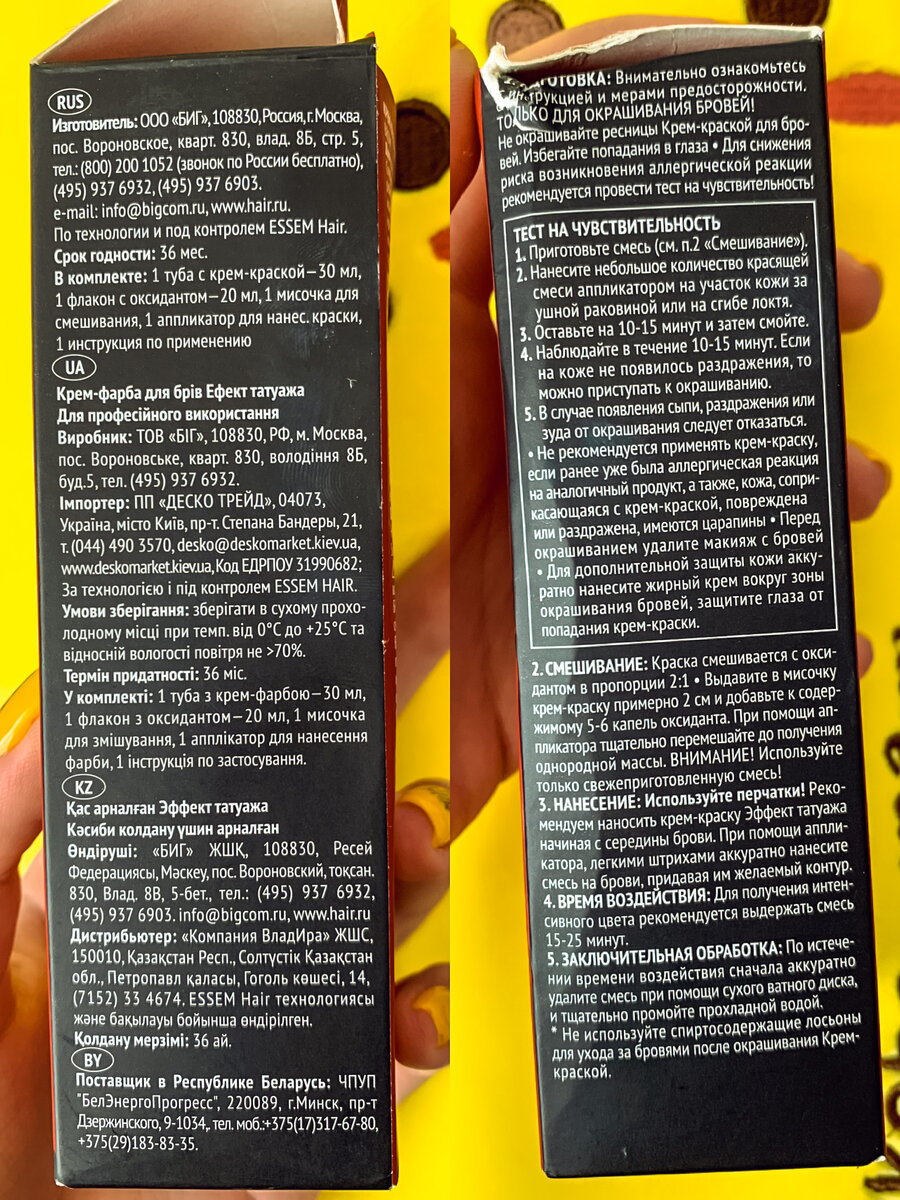 RUS
Изготовитель: ООО «БИГ», 108830, Россия, г. Москва,
пос. Вороновское, кварт. 830, влад. 8Б, стр. 5,
тел.: (800) 200 1052 (звонок по России бесплатно),
(495) 937 6932, (495) 937 6903.
e-mail: info@bigcom.ru, www.hair.ru.
По технологии и под контролем ESSEM Hair.
Срок годности: 36 мес.
В комплекте: 1 туба с крем-краской—30 мл,
1 флакон с оксидантом—20 мл, 1 мисочка для
смешивания, 1 аппликатор для нанес. краски,
1 инструкция по применению
UA
Крем-фарба для брів Ефект татуажа
Для професійного використання
Виробник: ТОВ «БІГ», 108830, РФ, м. Москва,
пос. Вороновське, кварт. 830, володіння 8Б,
буд.5, тел. (495) 937 6932.
Імпортер: ПП «ДЕСКО ТРЕЙД», 04073,
Україна, місто Київ, пр-т. Степана Бандеры, 21,
т. (044) 490 3570, desko@deskomarket.kiev.ua,
www.deskomarket.kiev.ua, Код ЕДРПОУ 31990682;
За технологією і під контролем ESSEM HAIR.
Умови зберігання: зберігати в сухому прохо-
лодному місці при темп. від 0°С до +25°С та
відносній вологості повітря не >70%.
Термін придатності: 36 міс.
У комплекті: 1 туба з крем-фарбою—30 мл,
1 флакон з оксидантом—20 мл, 1 мисочка
для змішування, 1 апплікатор для нанесення
фарби, 1 інструкція по застосування.
KZ
Қас арналған Эффект татуажа
Кәсиби колдану үшин арналған
Өндіруші: «БИГ» ЖШҚ, 108830, Ресей
Федерациясы, Мәскеу, пос. Вороновский, тоқсан.
830, Влад. 8В, 5-бет., тел.: (495) 937 6932,
(495) 937 6903. info@bigcom.ru, www.hair.ru
Дистрибьютер: «Компания ВладИра» ЖШС,
150010, Қазақстан Респ., Солтүстік Қазақстан
обл., Петропавл қаласы, Гоголь көшесі, 14,
(7152) 33 4674, ESSEM Hair технологиясы
және бақылауы бойынша өндірілген.
Қолдану мерзімі: 36 ай.
BY
Поставщик в Республике Беларусь: ЧПУП
"БелЭнергоПрогресс", 220089, г.Минск, пр-т
Дзержинского, 9-1034,. тел. моб.:+375(17)317-67-80,
+375(29)183-83-35.
ГОТОВКА: Внимательно ознакомьтесь
струкцией и мерами предосторожности.
ТОЛЬКО ДЛЯ ОКРАШИВАНИЯ БРОВЕЙ!
Не окрашивайте ресницы Крем-краской для бро-
вей. Избегайте попадания в глаза • Для снижения
риска возникновения аллергической реакции
рекомендуется провести тест на чувствительность!
ТЕСТ НА ЧУВСТВИТЕЛЬНОСТЬ
1. Приготовьте смесь (см. п.2 «Смешивание»).
2. Нанесите небольшое количество красящей
смеси аппликатором на участок кожи за
ушной раковиной или на сгибе локтя.
3. Оставьте на 10-15 минут и затем смойте.
4. Наблюдайте в течение 10-15 минут. Если
на коже не появилось раздражения, то
можно приступать к окрашиванию.
5. В случае появления сыпи, раздражения или
зуда от окрашивания следует отказаться.
• Не рекомендуется применять крем-краску,
если ранее уже была аллергическая реакция
на аналогичный продукт, а также, кожа, сопри-
касающаяся с крем-краской, повреждена
или раздражена, имеются царапины • Перед
окрашиванием удалите макияж с бровей
• Для дополнительной защиты кожи акку-
ратно нанесите жирный крем вокруг зоны
окрашивания бровей, защитите глаза от
попадания крем-краски.
2. СМЕШИВАНИЕ: Краска смешивается с окси-
дантом в пропорции 2:1 • Выдавите в мисочку
крем-краску примерно 2 см и добавьте к содер-
жимому 5-6 капель оксиданта. При помощи ап-
пликатора тщательно перемешайте до получения
однородной массы. ВНИМАНИЕ! Используйте
только свежеприготовленную смесь!
3. НАНЕСЕНИЕ: Используйте перчатки! Реко-
мендуем наносить крем-краску Эффект татуажа
начиная с середины брови. При помощи аппли-
катора, легкими штрихами аккуратно нанесите
смесь на брови, придавая им желаемый контур.
4. ВРЕМЯ ВОЗДЕЙСТВИЯ: Для получения интен-
сивного цвета рекомендуется выдержать смесь
15-25 минут.
5. ЗАКЛЮЧИТЕЛЬНАЯ ОБРАБОТКА: По истече-
нии времени воздействия сначала аккуратно
удалите смесь при помощи сухого ватного диска,
и тщательно промойте прохладной водой.
* Не используйте спиртосодержащие лосьоны
для ухода за бровями после окрашивания Крем-
краской.